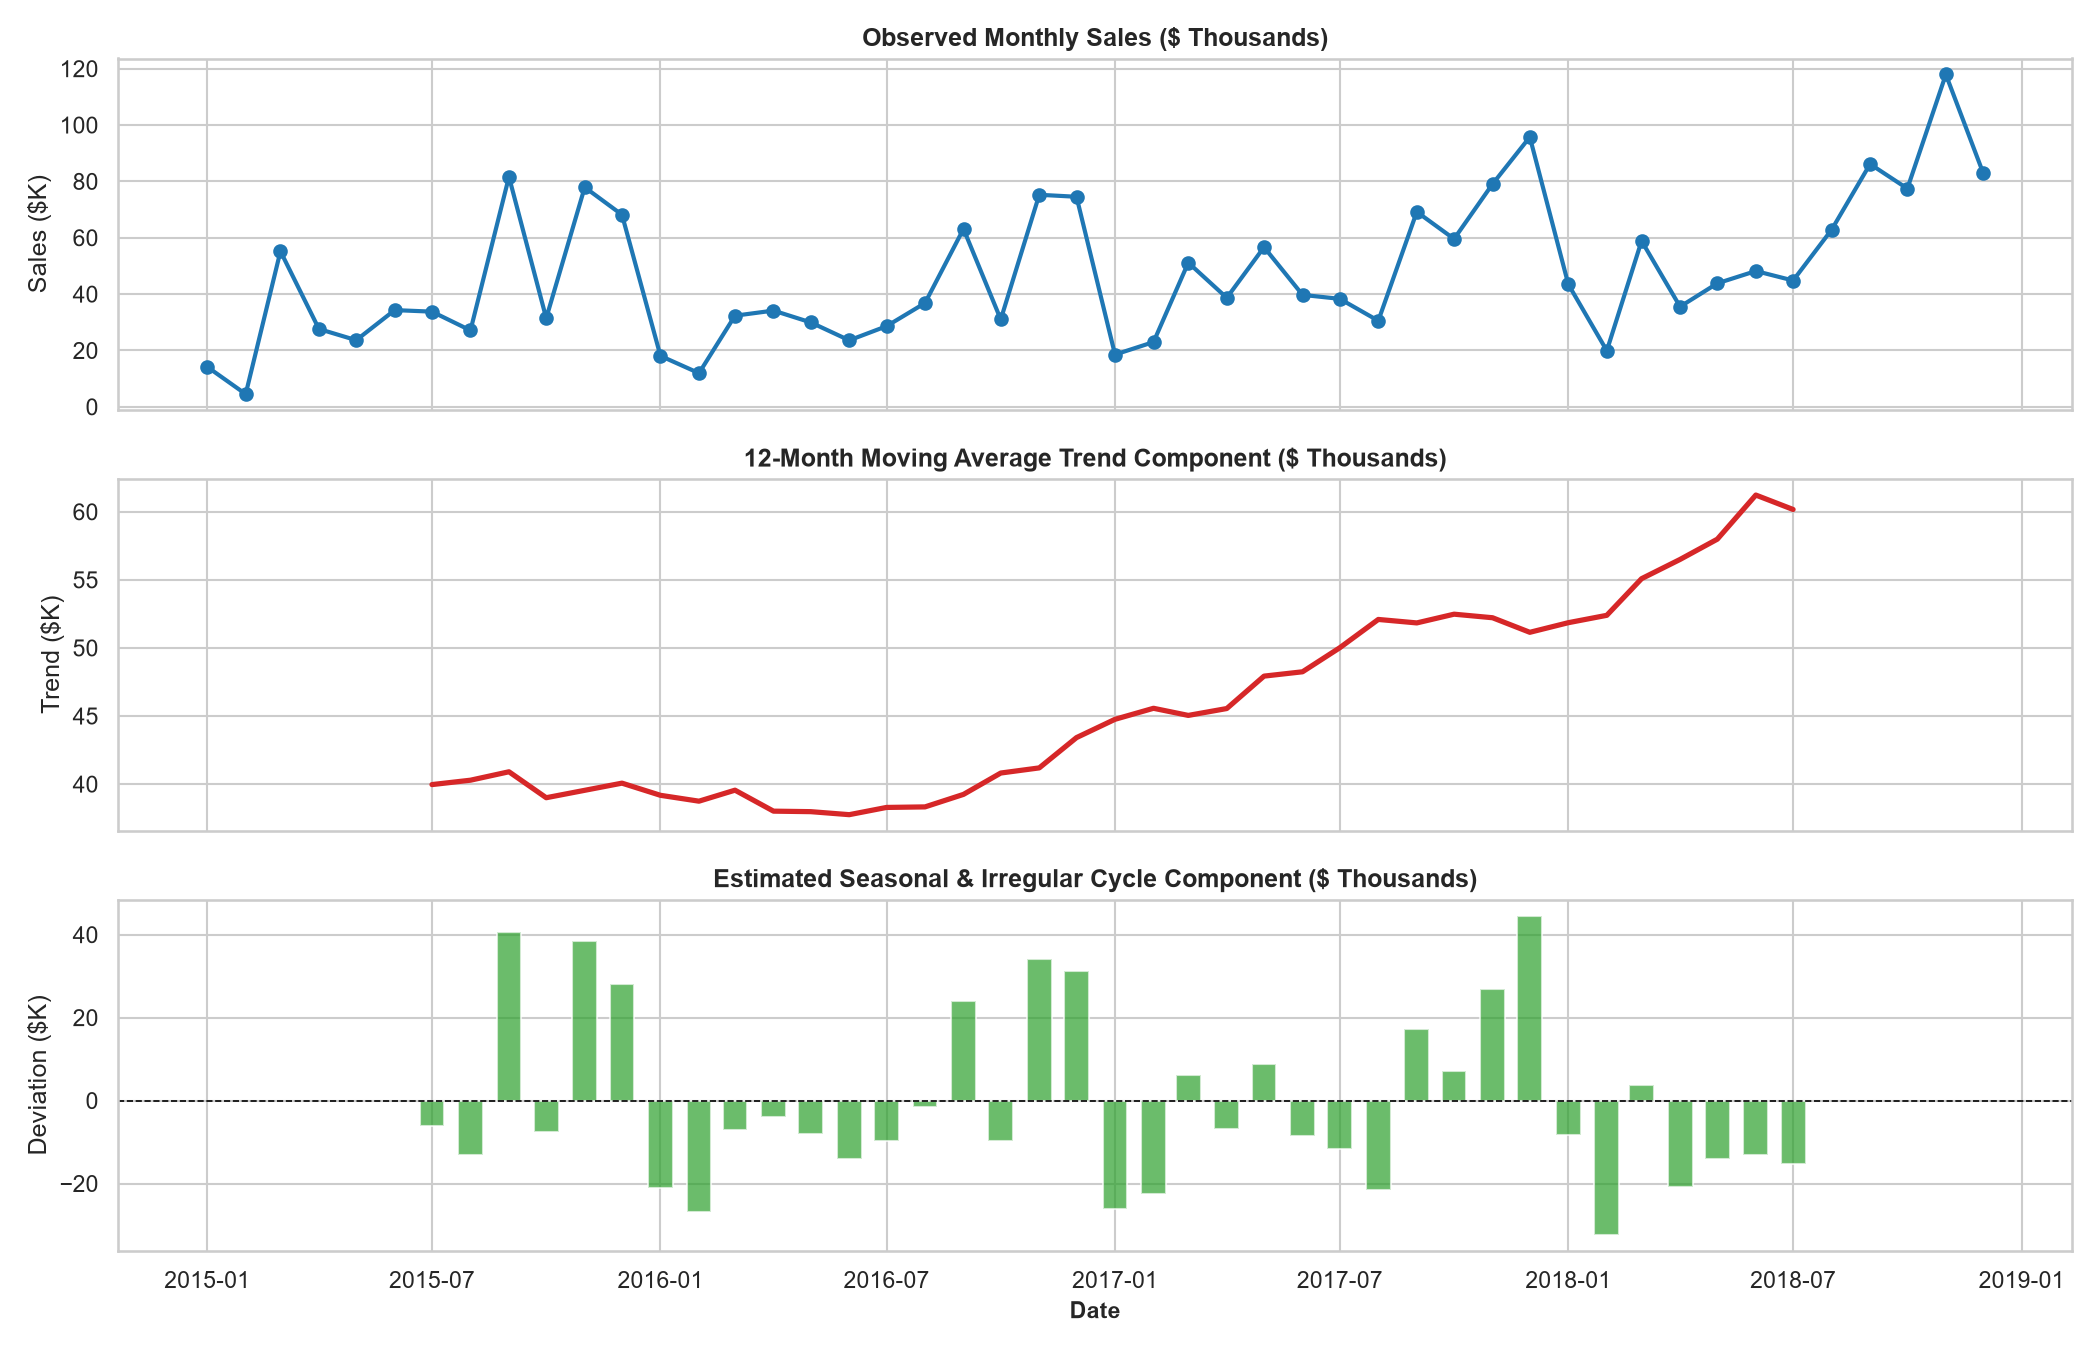 Observed Monthly Sales ($ Thousands)
120
100
80
60
40
20
0
Sales ($K)
12-Month Moving Average Trend Component ($ Thousands)
60
55
50
45
40
Trend ($K)
Estimated Seasonal & Irregular Cycle Component ($ Thousands)
40
20
0
−20
Deviation ($K)
2015-01 2015-07 2016-01 2016-07 2017-01 2017-07 2018-01 2018-07 2019-01
Date